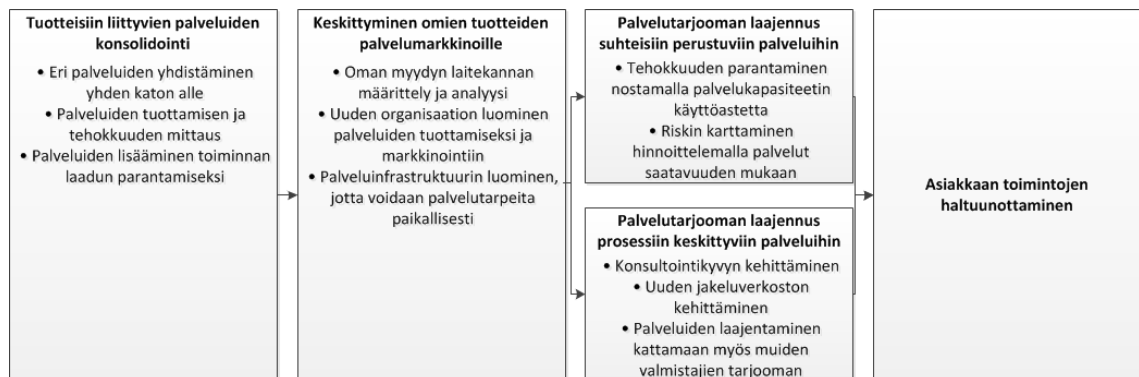 Tuotteisiin liittyvien palveluiden
konsolidointi
• Eri palveluiden yhdistäminen
yhden katon alle
• Palveluiden tuottamisen ja
tehokkuuden mittaus
• Palveluiden lisääminen toiminnan
laadun parantamiseksi
Keskittyminen omien tuotteiden
palvelumarkkinoille
• Oman myydyn laitekannan
määrittely ja analyysi
• Uuden organisaation luominen
palveluiden tuottamiseksi ja
markkinointiin
• Palveluinfrastruktuurin luominen,
jotta voidaan palvelutarpeita
paikallisesti
Palvelutarjooman laajennus
suhteisiin perustuviin palveluihin
• Tehokkuuden parantaminen
nostamalla palvelukapasiteetin
käyttöastetta
• Riskin karttaminen
hinnoittelemalla palvelut
saatavuuden mukaan
Palvelutarjooman laajennus
prosessiin keskittyviin palveluihin
• Konsultointikyvyn kehittäminen
• Uuden jakeluverkoston
kehittäminen
• Palveluiden laajentaminen
kattamaan myös muiden
valmistajien tarjooman
Asiakkaan toimintojen
haltuunottaminen